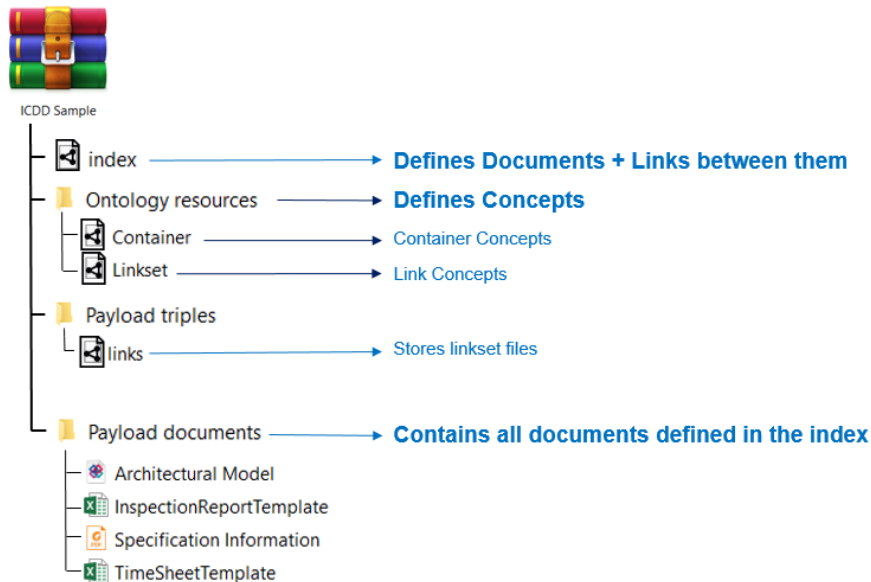 ICDD Sample
index
Defines Documents + Links between them
Ontology resources
Defines Concepts
Container
Container Concepts
Linkset
Link Concepts
Payload triples
links
Stores linkset files
Payload documents
Contains all documents defined in the index
Architectural Model
InspectionReportTemplate
Specification Information
TimeSheetTemplate